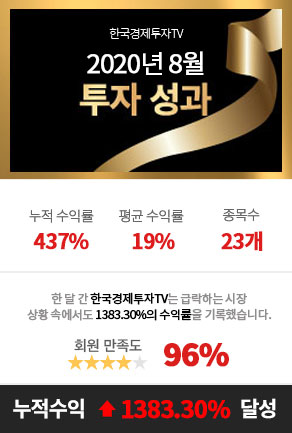 한국경제투자TV
2020년 8월
투자 성과
누적 수익률 평균 수익률 종목수
437% 19% 23개
한 달 간 한국경제투자TV는 급락하는 시장
상황 속에서도 1383.30%의 수익률을 기록했습니다.
회원 만족도 96%
누적수익 1383.30% 달성